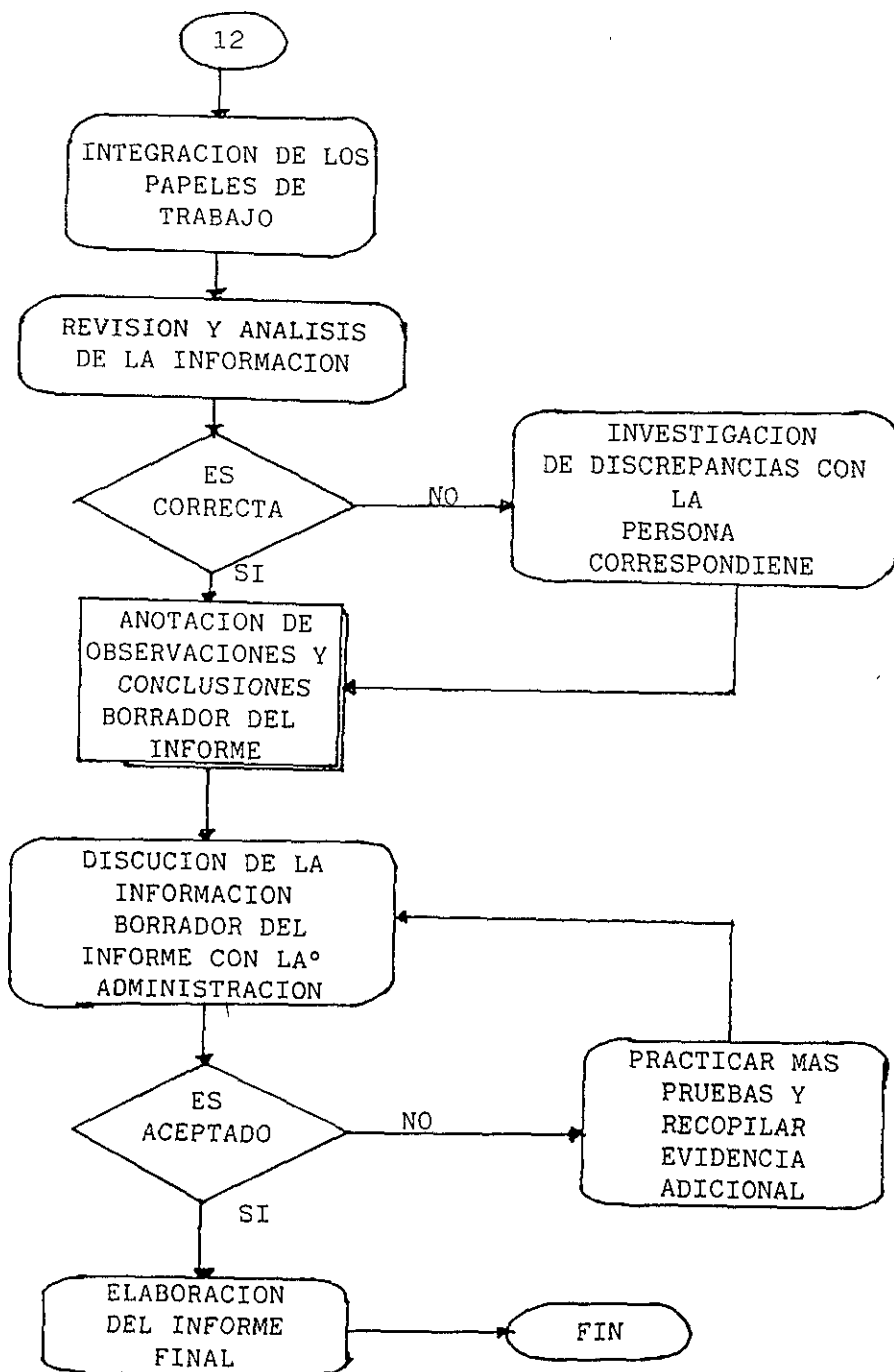 12
INTEGRACION DE LOS
PAPELES DE
TRABAJO
REVISION Y ANALISIS
DE LA INFORMACION
ES
CORRECTA
NO
INVESTIGACION
DE DISCREPANCIAS CON
LA
PERSONA
CORRESPONDIENE
SI
ANOTACION DE
OBSERVACIONES Y
CONCLUSIONES
BORRADOR DEL
INFORME
DISCUCION DE LA
INFORMACION
BORRADOR DEL
INFORME CON LA°
ADMINISTRACION
ES
ACEPTADO
NO
PRACTICAR MAS
PRUEBAS Y
RECOPILAR
EVIDENCIA
ADICIONAL
SI
ELABORACION
DEL INFORME
FINAL
FIN